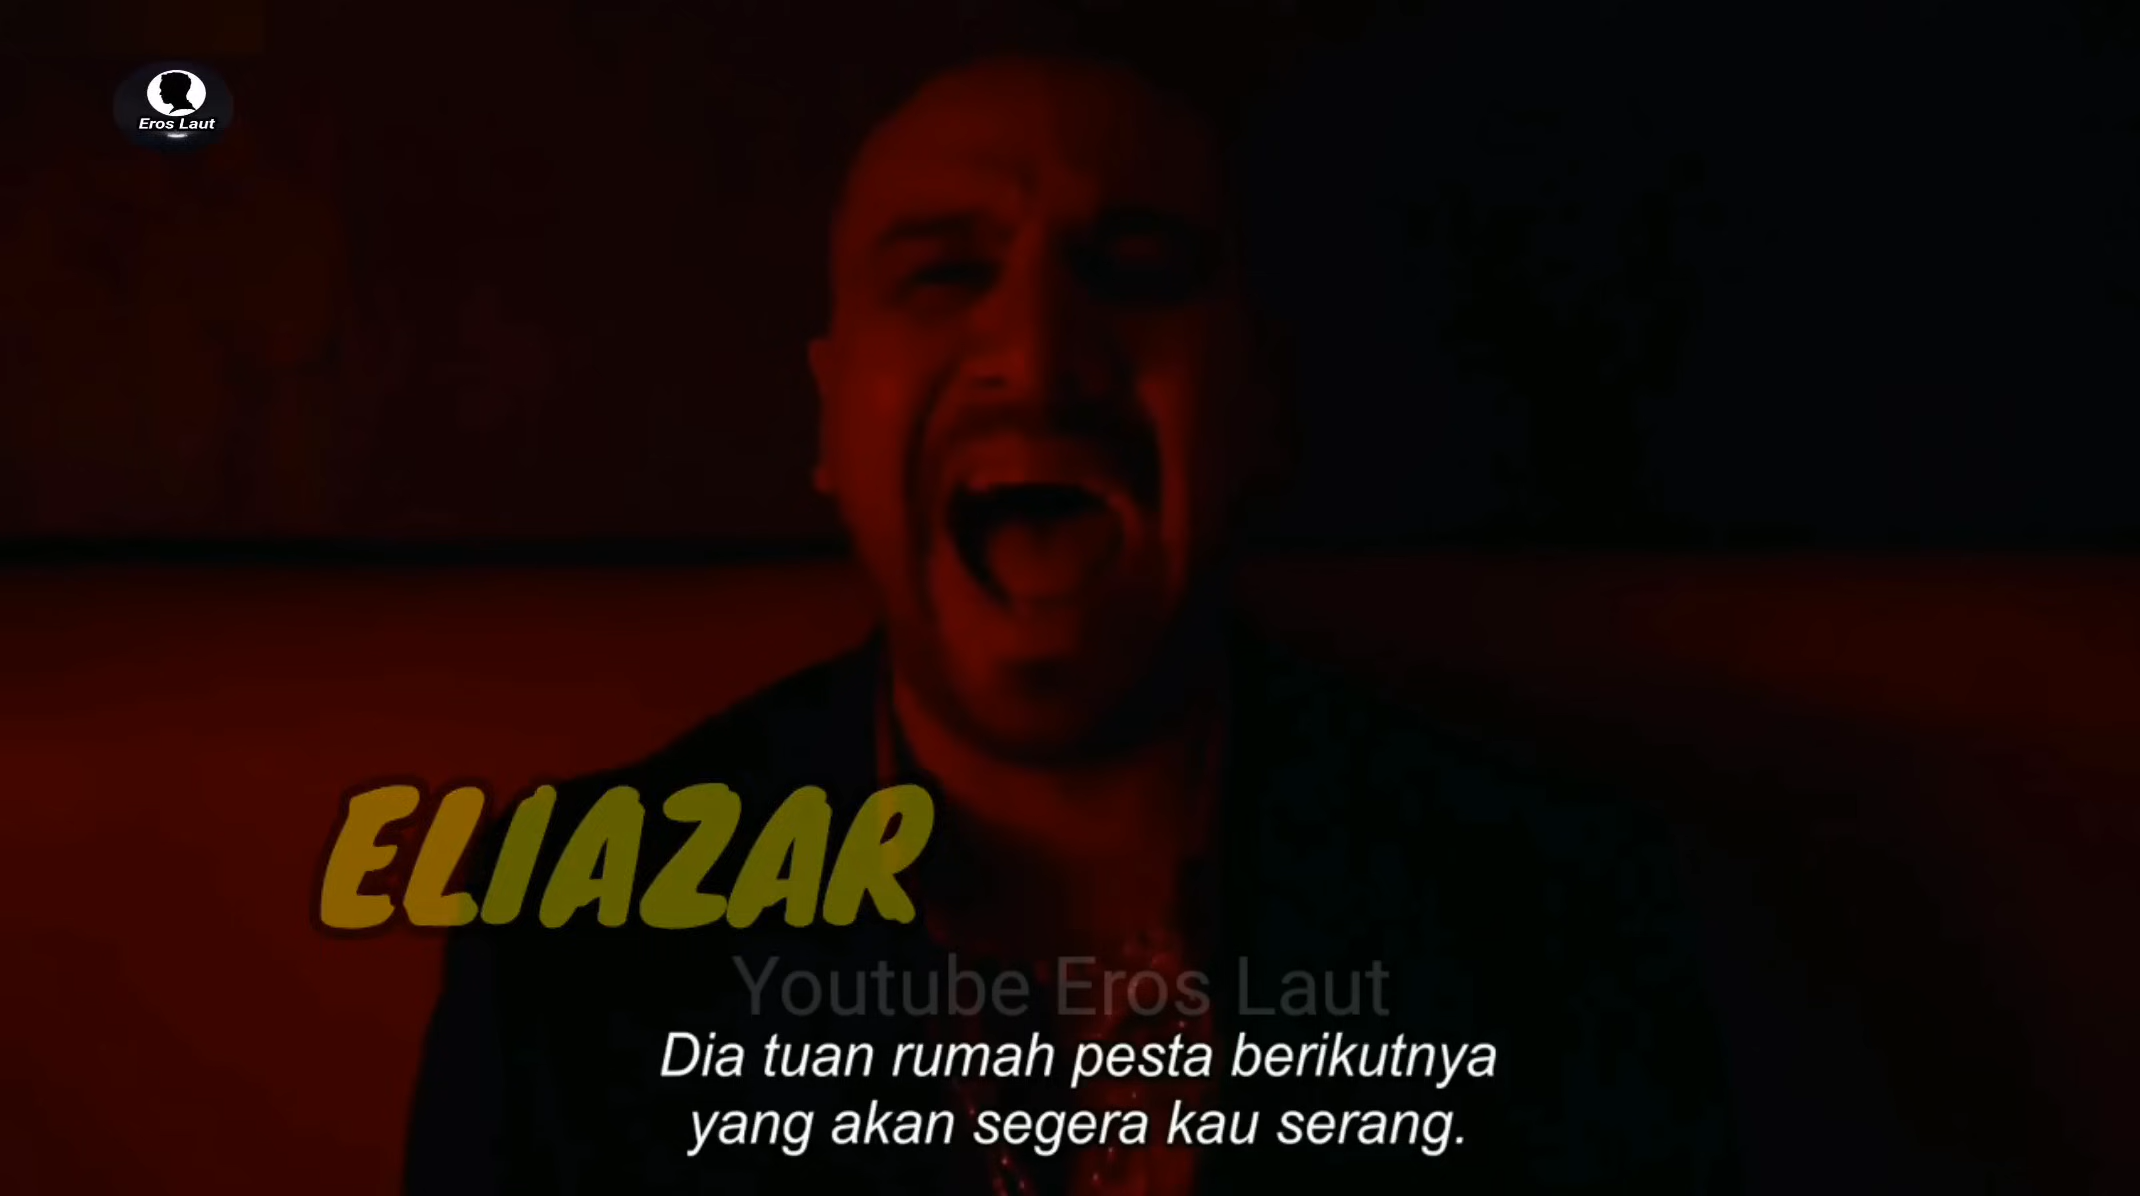 Eros Laut
ELIAZAR
Youtube Eros Laut
Dia tuan rumah pesta berikutnya
yang akan segera kau serang.